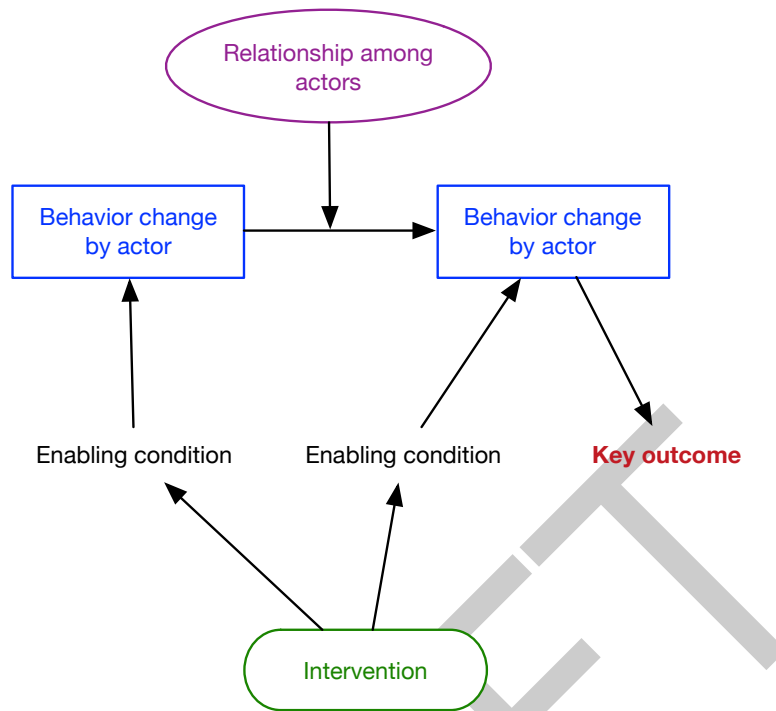 Relationship among
actors
Behavior change
by actor
Behavior change
by actor
Enabling condition
Enabling condition
Key outcome
Intervention